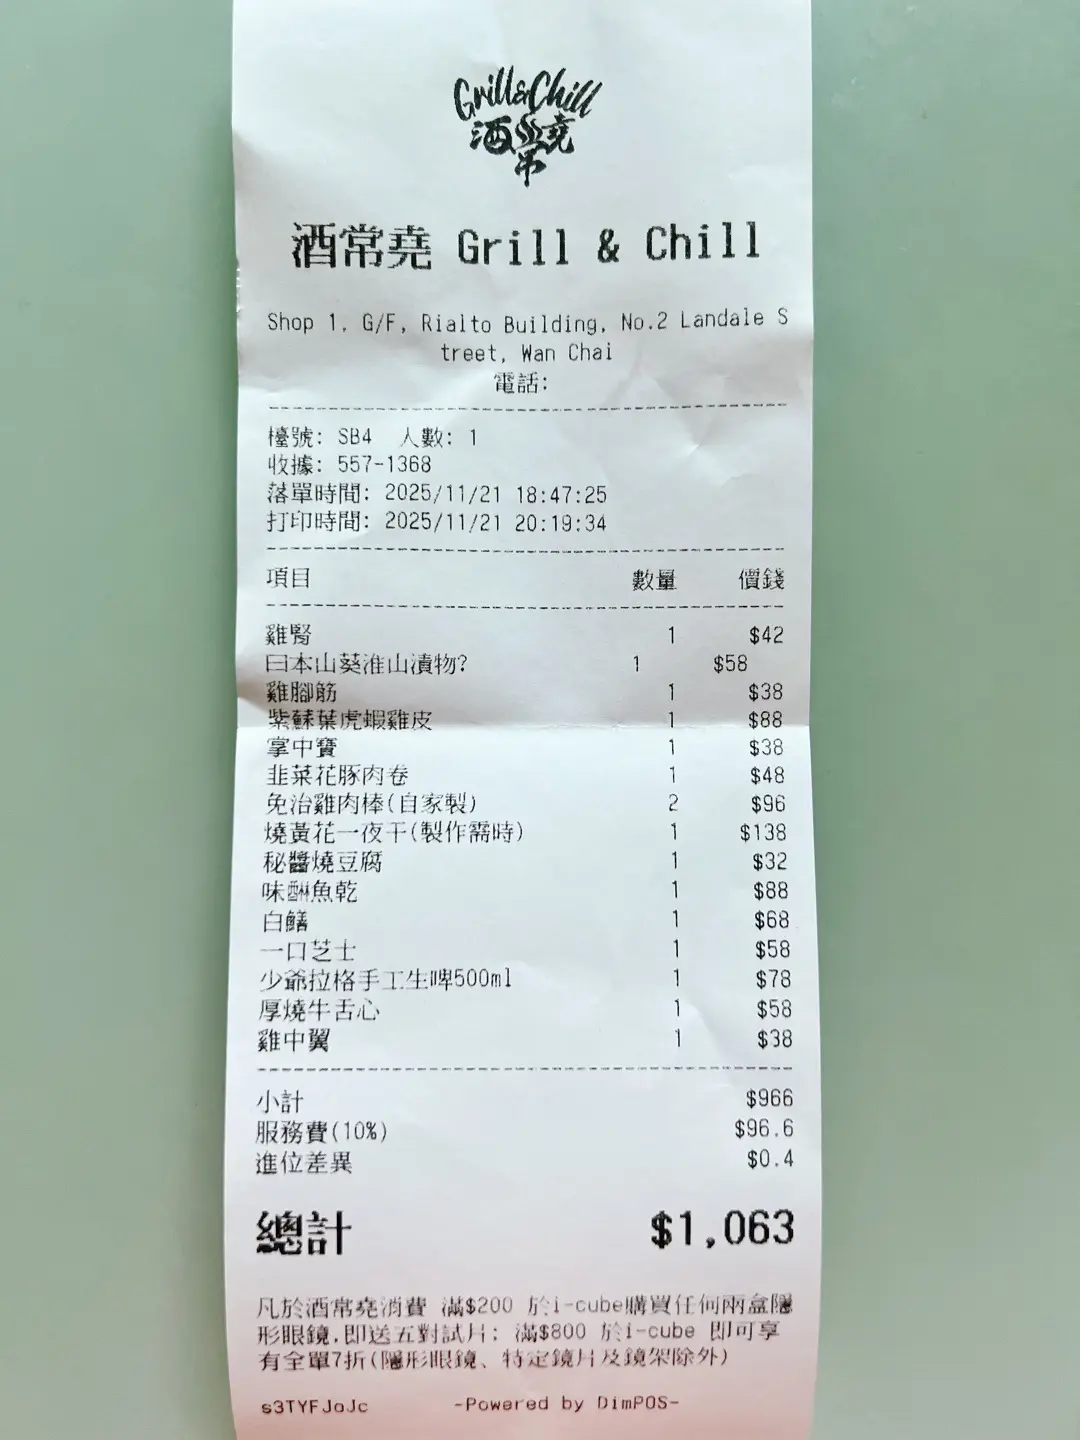 Grill&Chill
酒常燒
酒常堯 Grill & Chill
Shop 1, G/F, Rialto Building, No.2 Landale S
treet, Wan Chai
電話:
檯號: SB4 人數: 1
收據: 557-1368
落單時間: 2025/11/21 18:47:25
打印時間: 2025/11/21 20:19:34
項目 數量 價錢
雞腎 1 $42
日本山葵淮山漬物? 1 $58
雞腳筋 1 $38
紫蘇葉虎蝦雞皮 1 $88
掌中寶 1 $38
韭菜花豚肉卷 1 $48
免治雞肉棒(自家製) 2 $96
燒黃花一夜干(製作需時) 1 $138
秘醬燒豆腐 1 $32
味醂魚乾 1 $88
白鱔 1 $68
一口芝士 1 $58
少爺拉格手工生啤500ml 1 $78
厚燒牛舌心 1 $58
雞中翼 1 $38
小計 $966
服務費(10%) $96.6
進位差異 $0.4
總計 $1,063
凡於酒常堯消費 滿$200 於i-cube購買任何兩盒隱
形眼鏡,即送五對試片; 滿$800 於i-cube 即可享
有全單7折(隱形眼鏡、特定鏡片及鏡架除外)
s3TYFJoJc -Powered by DimPOS-